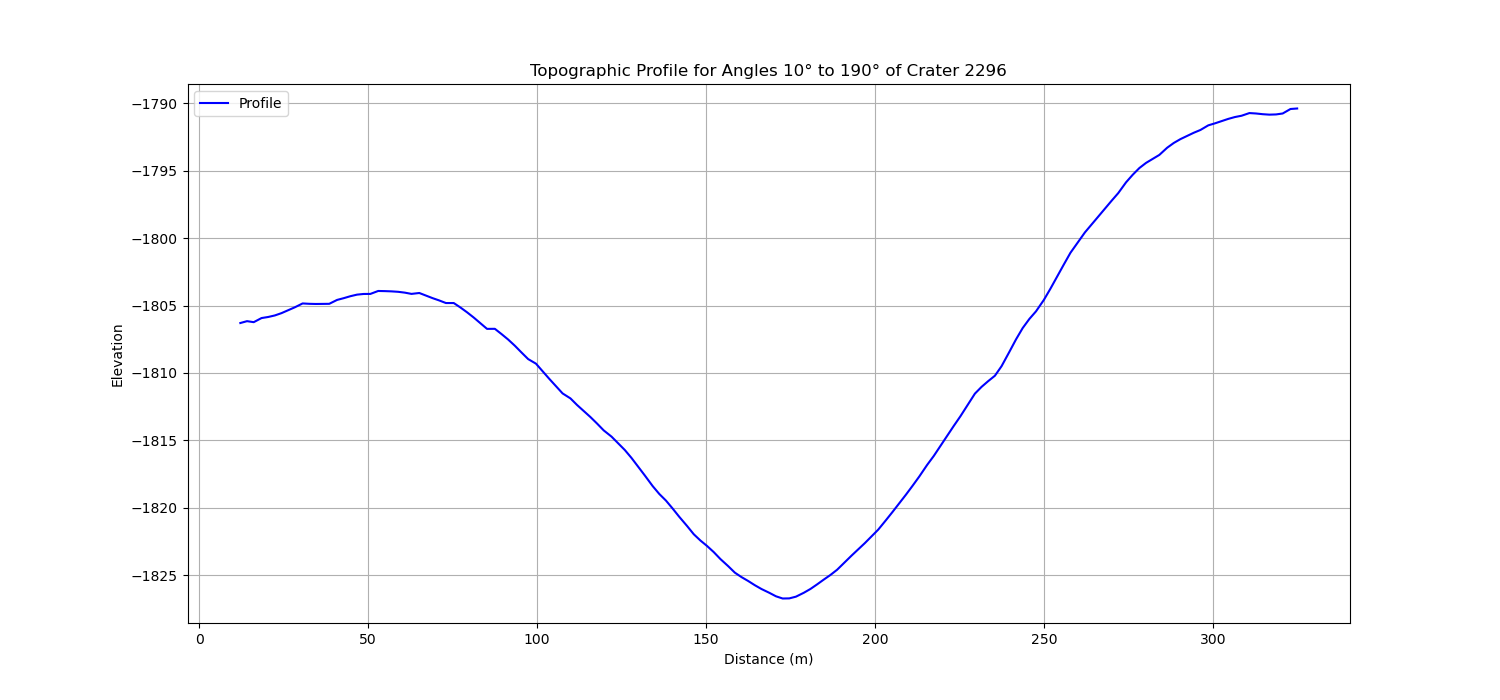 Topographic Profile for Angles 10° to 190° of Crater 2296
Profile
−1790
−1795
−1800
−1805
−1810
−1815
−1820
−1825
Elevation
0 50 100 150 200 250 300
Distance (m)